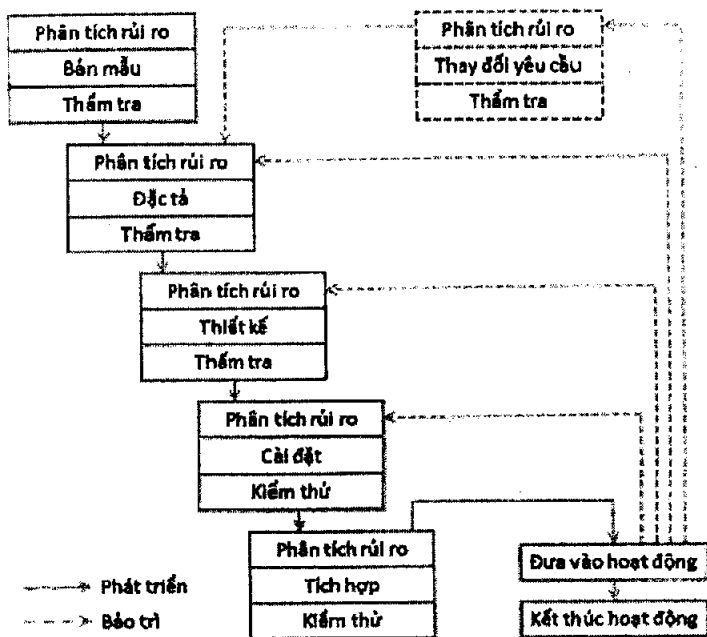 Phân tích rủi ro
Bản mẫu
Thẩm tra
Phân tích rủi ro
Thay đổi yêu cầu
Thẩm tra
Phân tích rủi ro
Đặc tả
Thẩm tra
Phân tích rủi ro
Thiết kế
Thẩm tra
Phân tích rủi ro
Cài đặt
Kiểm thử
Phân tích rủi ro
Tích hợp
Kiểm thử
Đưa vào hoạt động
Kết thúc hoạt động
Phát triển
Bảo trì